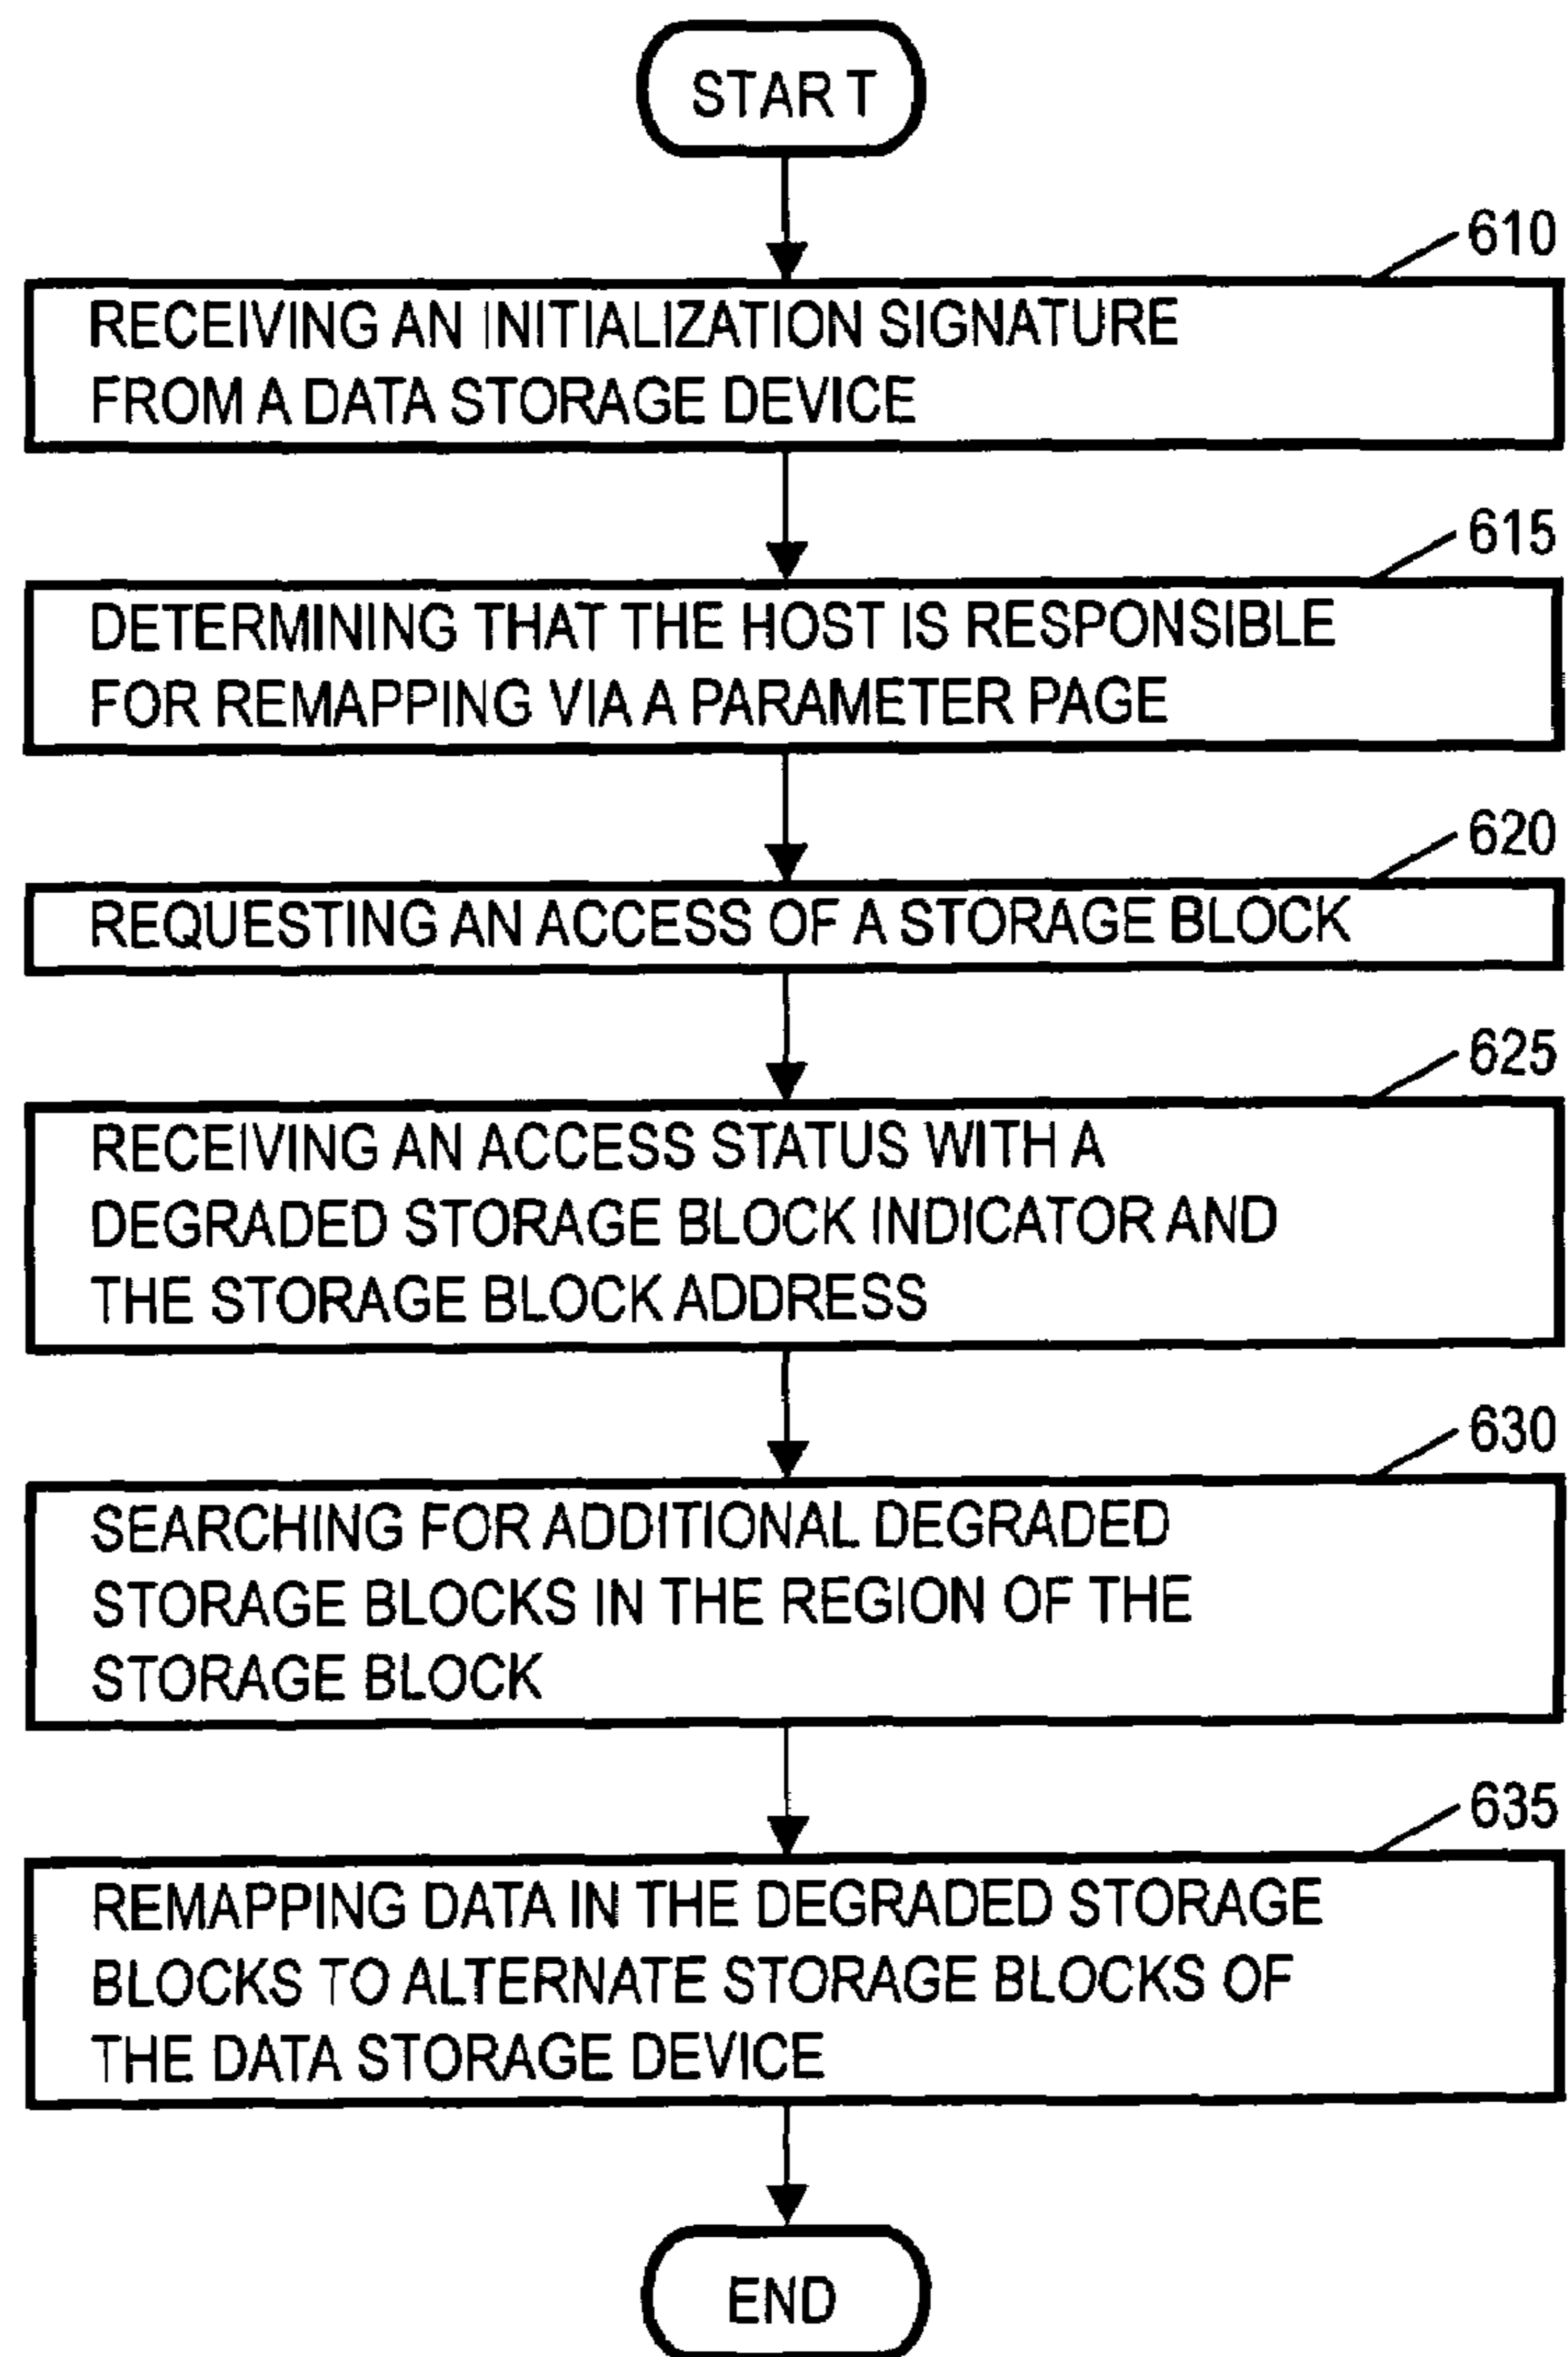 START
610
RECEIVING AN INITIALIZATION SIGNATURE
FROM A DATA STORAGE DEVICE
615
DETERMINING THAT THE HOST IS RESPONSIBLE
FOR REMAPPING VIA A PARAMETER PAGE
620
REQUESTING AN ACCESS OF A STORAGE BLOCK
625
RECEIVING AN ACCESS STATUS WITH A
DEGRADED STORAGE BLOCK INDICATOR AND
THE STORAGE BLOCK ADDRESS
630
SEARCHING FOR ADDITIONAL DEGRADED
STORAGE BLOCKS IN THE REGION OF THE
STORAGE BLOCK
635
REMAPPING DATA IN THE DEGRADED STORAGE
BLOCKS TO ALTERNATE STORAGE BLOCKS OF
THE DATA STORAGE DEVICE
END